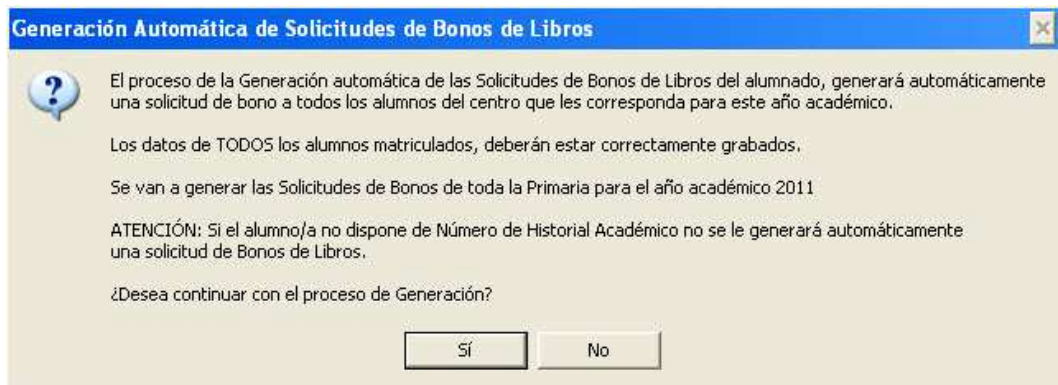 Generación Automática de Solicitudes de Bonos de Libros
El proceso de la Generación automática de las Solicitudes de Bonos de Libros del alumnado, generará automáticamente
una solicitud de bono a todos los alumnos del centro que les corresponda para este año académico.
Los datos de TODOS los alumnos matriculados, deberán estar correctamente grabados.
Se van a generar las Solicitudes de Bonos de toda la Primaria para el año académico 2011
ATENCIÓN: Si el alumno/a no dispone de Número de Historial Académico no se le generará automáticamente
una solicitud de Bonos de Libros.
¿Desea continuar con el proceso de Generación?
Sí
No